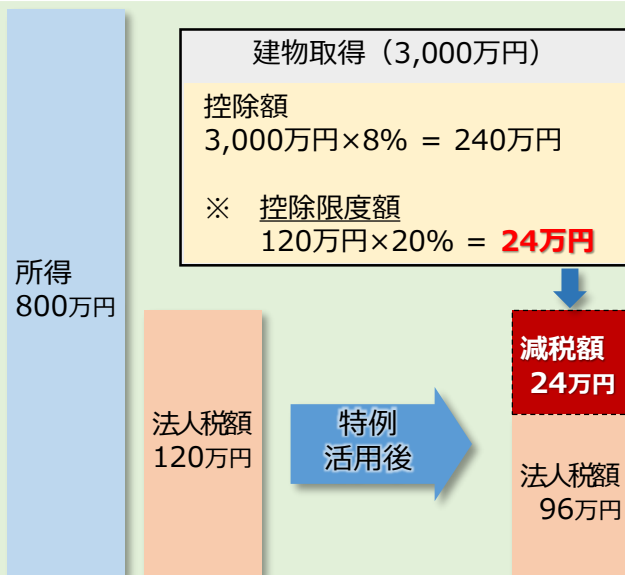 建物取得（3,000万円）
控除額
3,000万円×8% = 240万円
※ 控除限度額
120万円×20% = 24万円
所得
800万円
法人税額
120万円
特例
活用後
減税額
24万円
法人税額
96万円